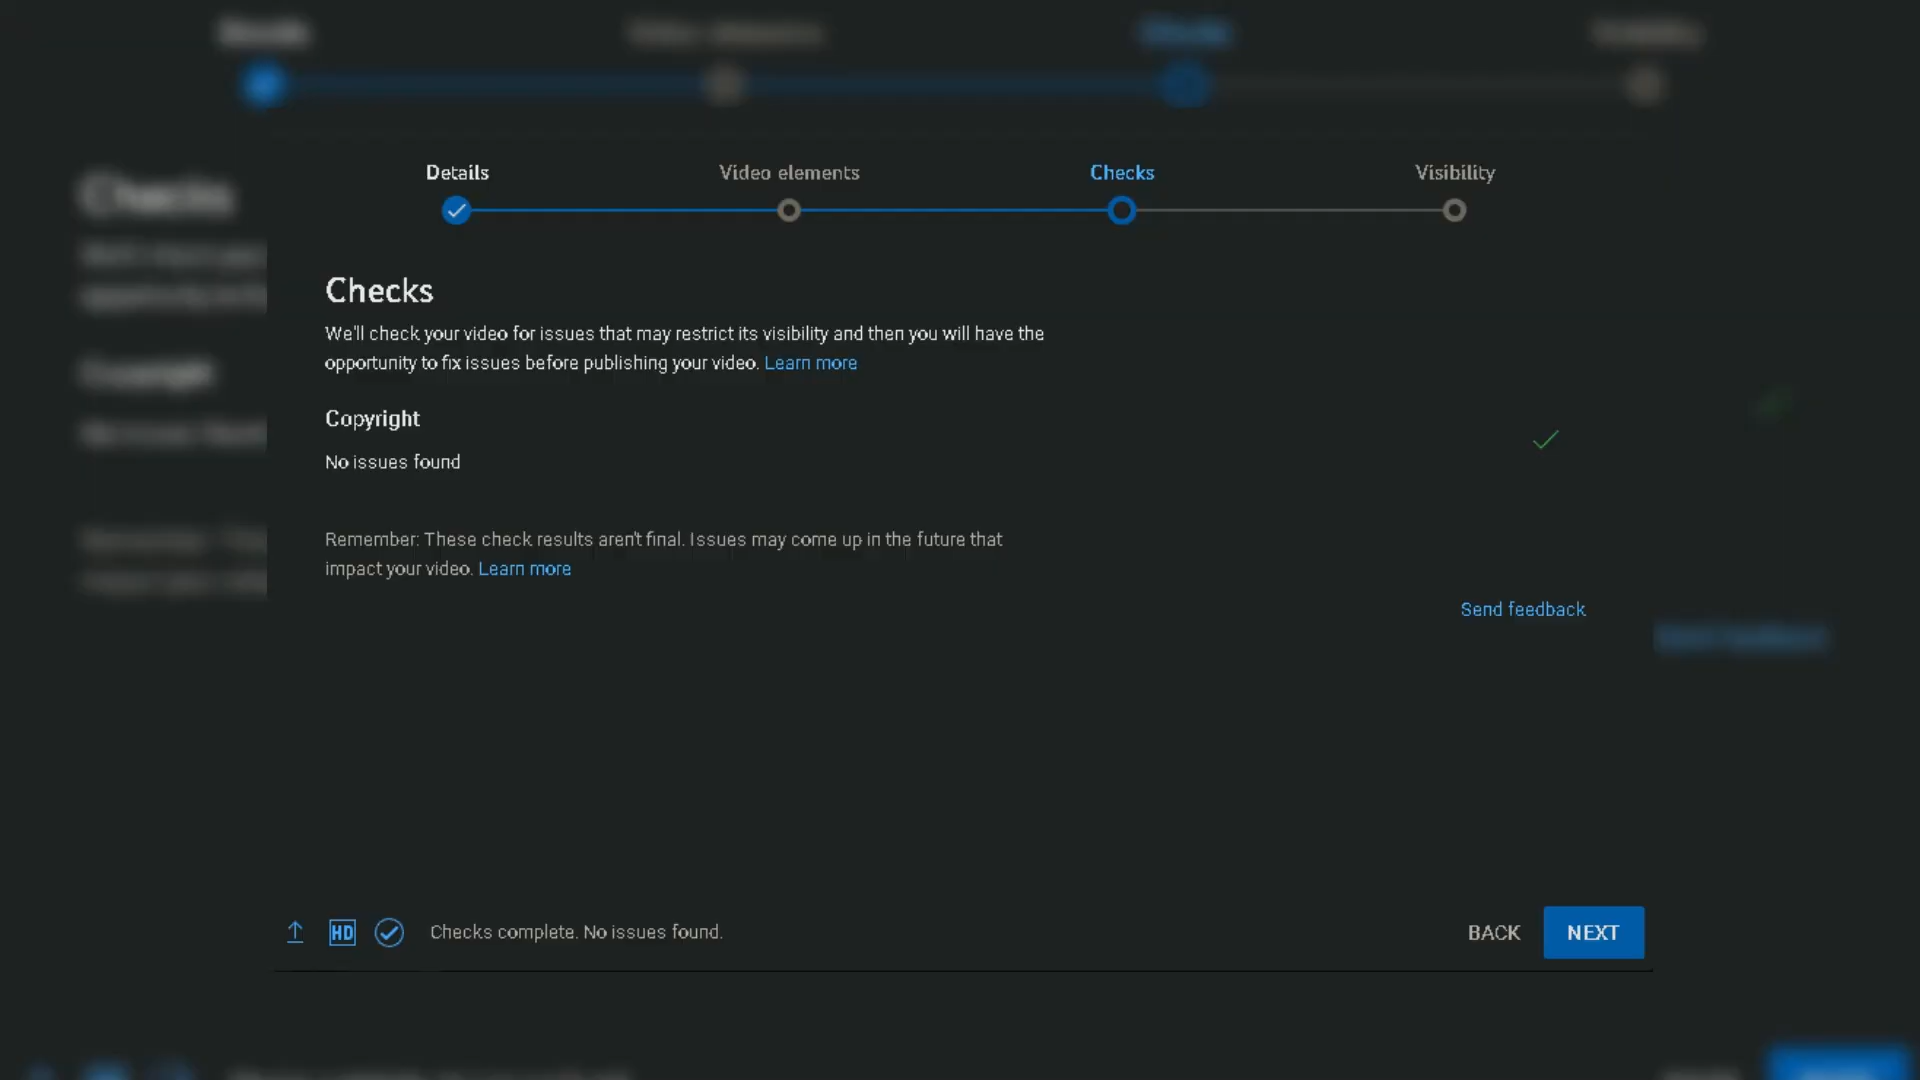 Details
Video elements
Checks
Visibility
Checks
We'll check your video for issues that may restrict its visibility and then you will have the
opportunity to fix issues before publishing your video. Learn more
Copyright
No issues found
Remember: These check results aren't final. Issues may come up in the future that
impact your video. Learn more
Send feedback
HD
Checks complete. No issues found.
BACK
NEXT